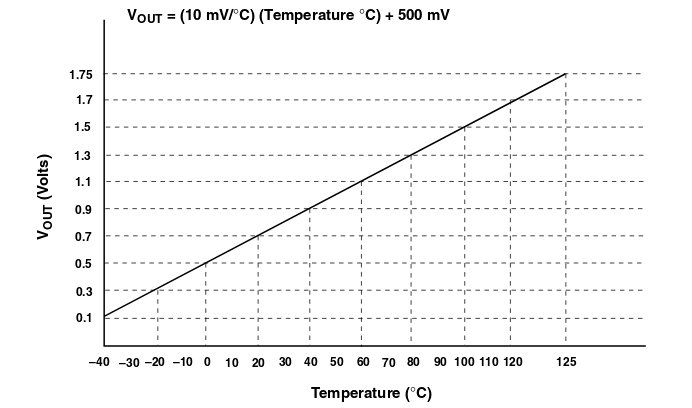 VOUT = (10 mV/°C) (Temperature °C) + 500 mV
1.75
1.7
1.5
1.3
1.1
0.9
0.7
0.5
0.3
0.1
VOUT (Volts)
–40 –30 –20 –10 0 10 20 30 40 50 60 70 80 90 100 110 120 125
Temperature (°C)